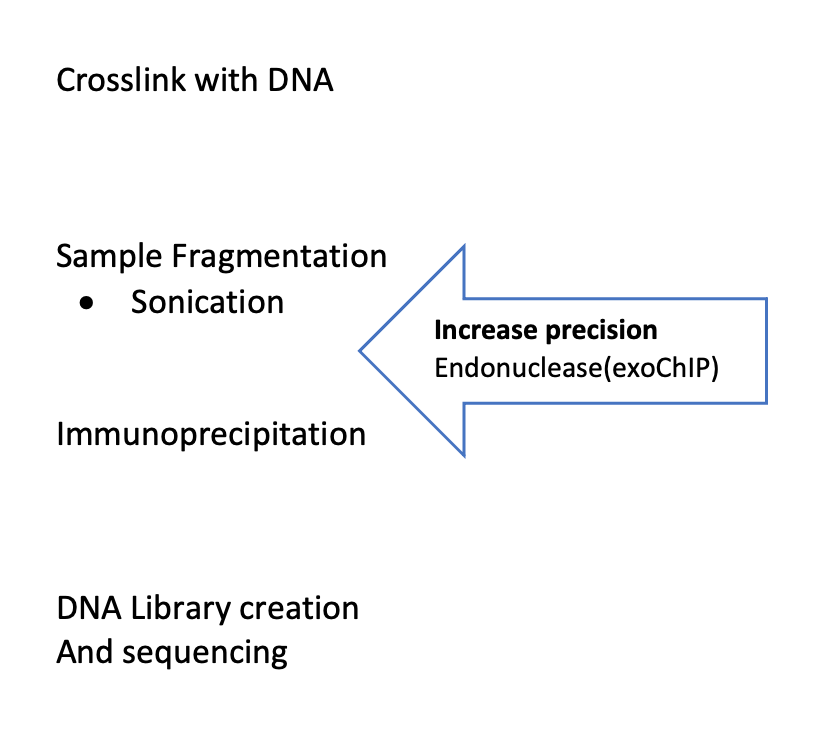 Crosslink with DNA
Sample Fragmentation
• Sonication
Increase precision
Endonuclease(exoChIP)
Immunoprecipitation
DNA Library creation
And sequencing